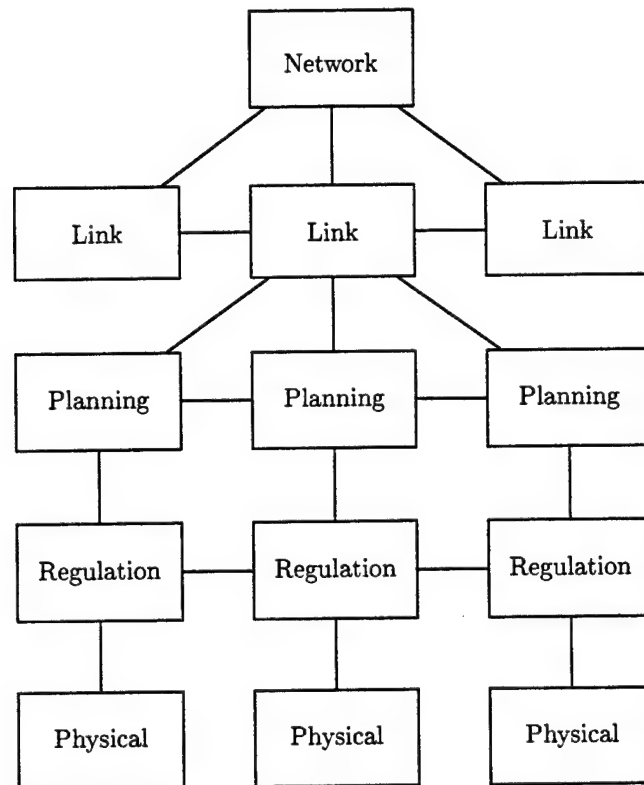 Network
Link
Link
Link
Planning
Planning
Planning
Regulation
Regulation
Regulation
Physical
Physical
Physical